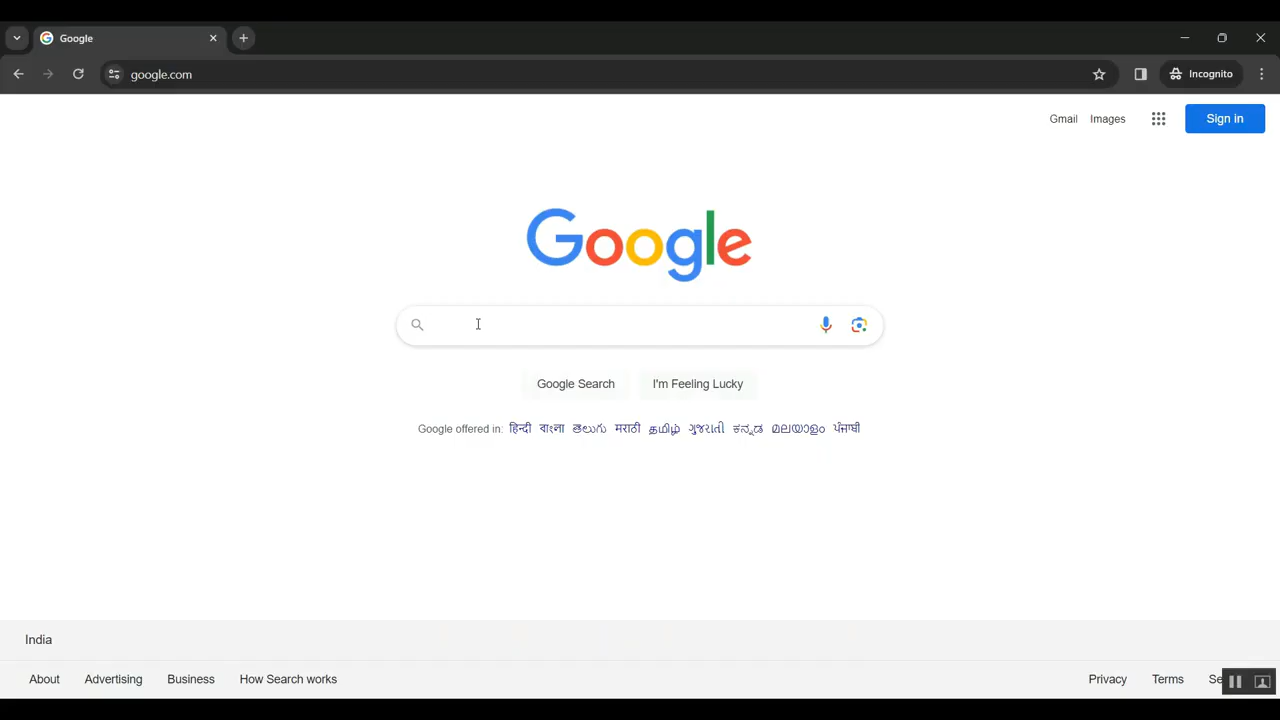 Google
google.com
Incognito
Gmail Images Sign in
Google
Google Search I'm Feeling Lucky
Google offered in: हिन्दी বাংলা తెలుగు मराठी தமிழ் ગુજરાતી ಕನ್ನಡ മലയാളം ਪੰਜਾਬੀ
India
About Advertising Business How Search works Privacy Terms Se